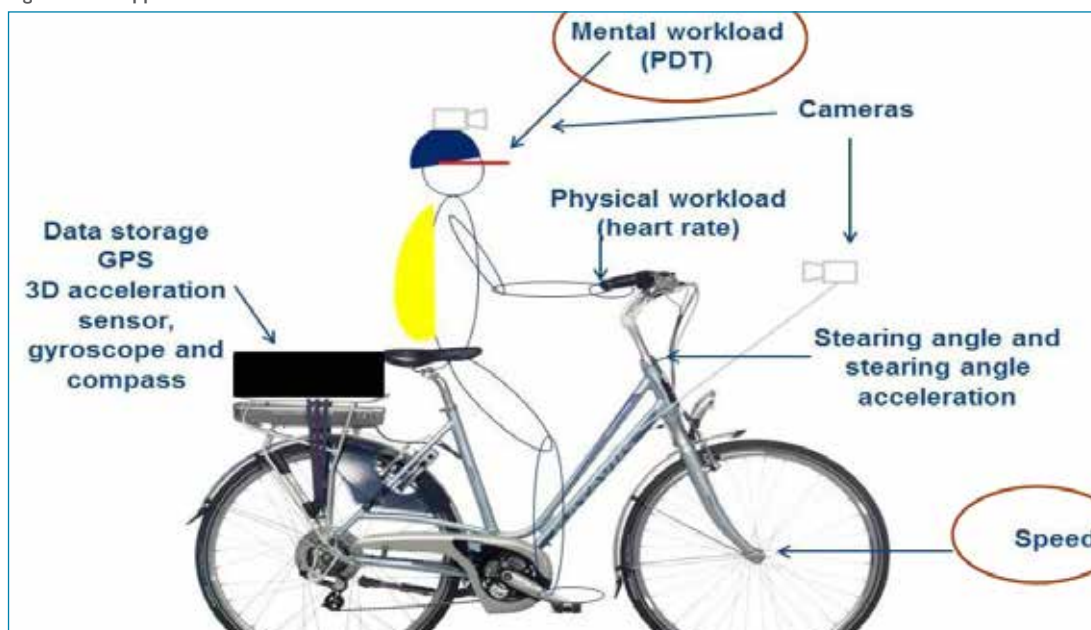 Mental workload
(PDT)
Cameras
Physical workload
(heart rate)
Data storage
GPS
3D acceleration
sensor,
gyroscope and
compass
Stearing angle and
stearing angle
acceleration
Speed